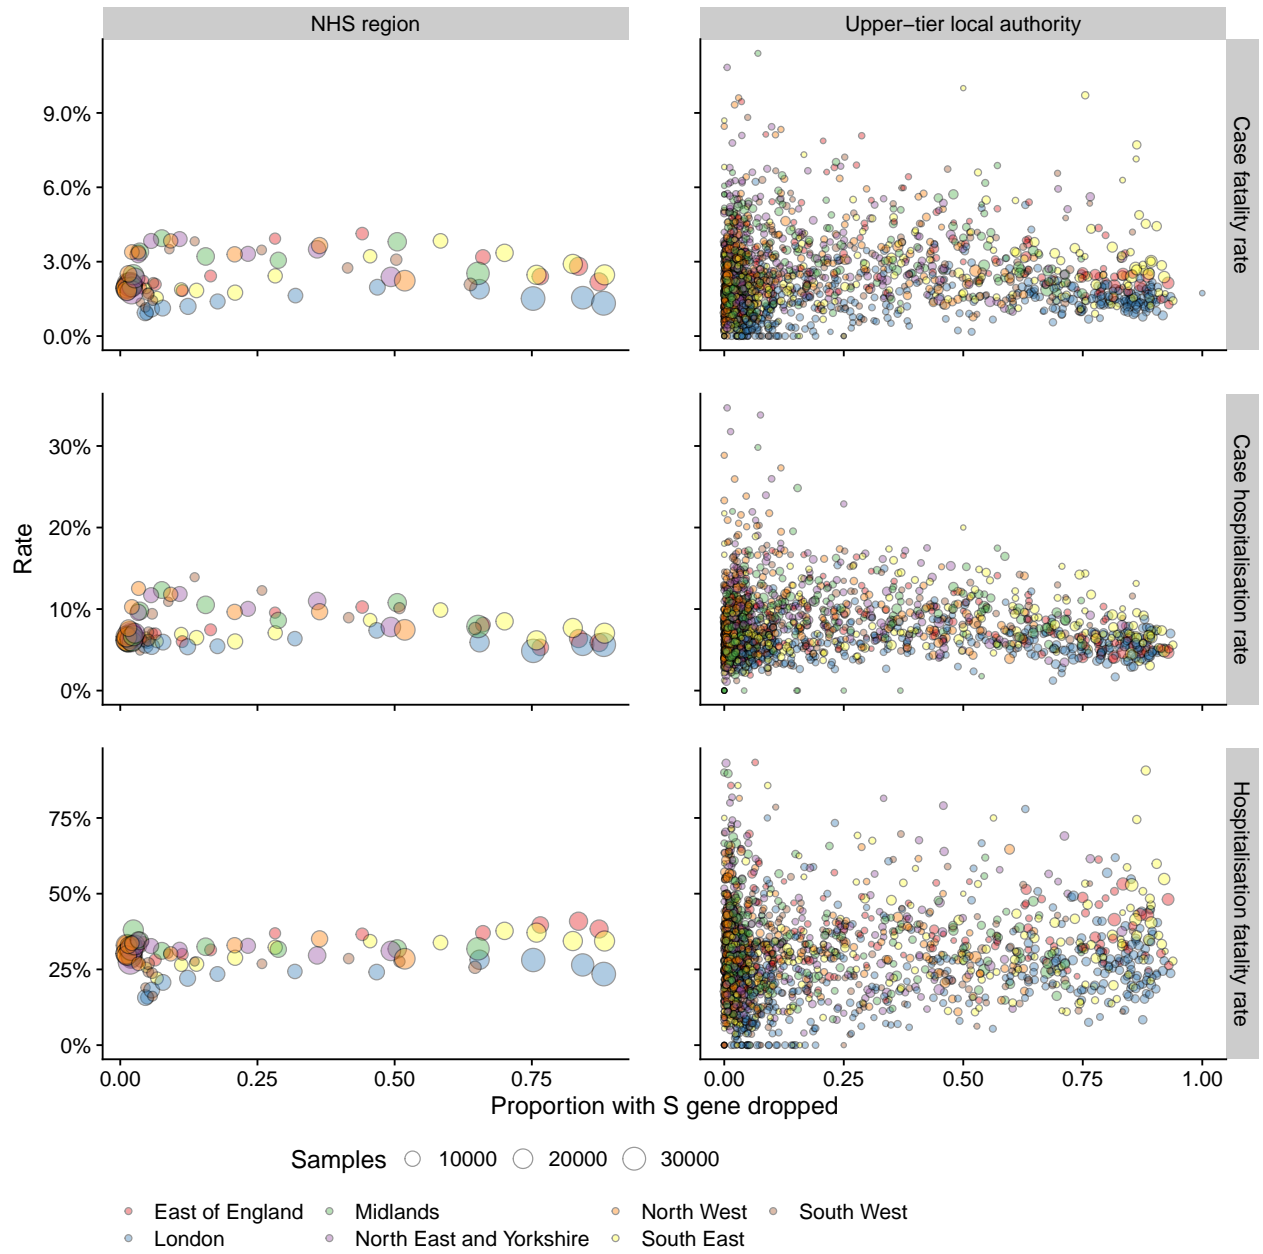 NHS region
Upper−tier local authority
Case fatality rate
9.0%
6.0%
3.0%
0.0%
Case hospitalisation rate
30%
20%
10%
0%
Hospitalisation fatality rate
75%
50%
25%
0%
Rate
0.00 0.25 0.50 0.75
0.00 0.25 0.50 0.75 1.00
Proportion with S gene dropped
Samples 10000 20000 30000
East of England Midlands North West South West
London North East and Yorkshire South East